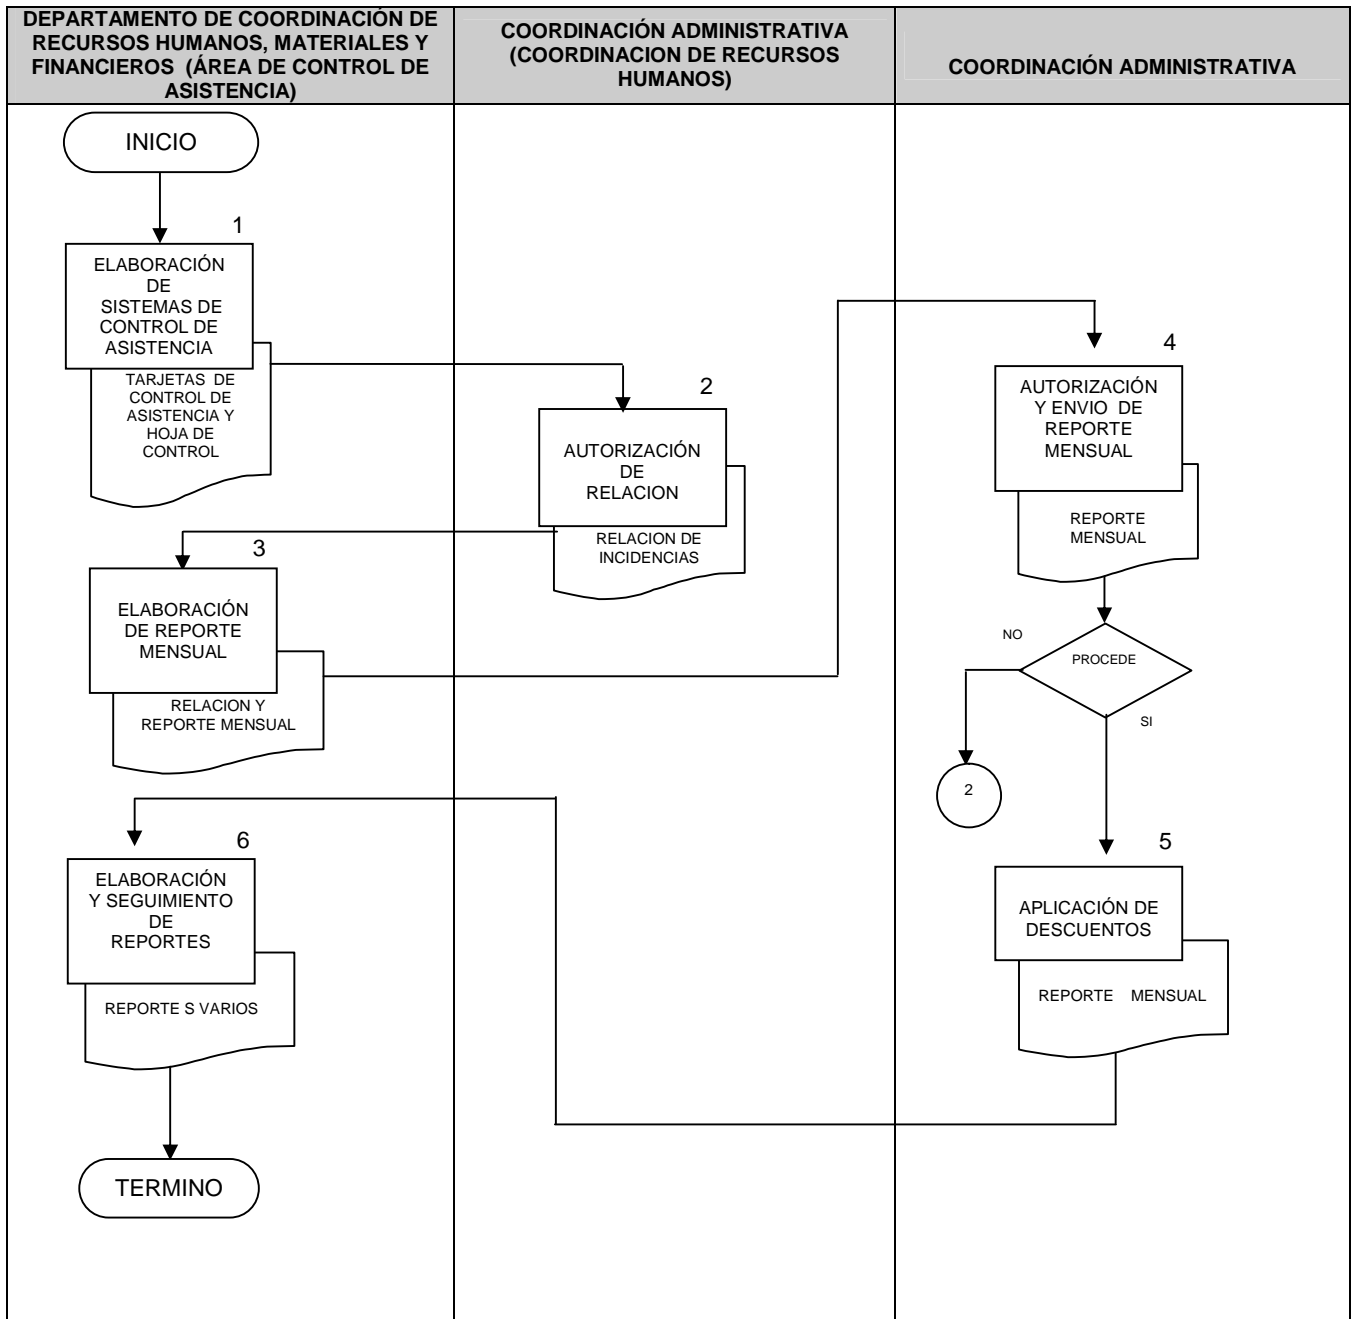 DEPARTAMENTO DE COORDINACIÓN DE
RECURSOS HUMANOS, MATERIALES Y
FINANCIEROS (ÁREA DE CONTROL DE
ASISTENCIA)
COORDINACIÓN ADMINISTRATIVA
(COORDINACION DE RECURSOS
HUMANOS)
COORDINACIÓN ADMINISTRATIVA
INICIO
1
ELABORACIÓN
DE
SISTEMAS DE
CONTROL DE
ASISTENCIA
TARJETAS DE
CONTROL DE
ASISTENCIA Y
HOJA DE
CONTROL
2
AUTORIZACIÓN
DE
RELACION
RELACION DE
INCIDENCIAS
3
ELABORACIÓN
DE REPORTE
MENSUAL
RELACION Y
REPORTE MENSUAL
4
AUTORIZACIÓN
Y ENVIO DE
REPORTE
MENSUAL
REPORTE
MENSUAL
NO
PROCEDE
SI
2
5
APLICACIÓN DE
DESCUENTOS
REPORTE MENSUAL
6
ELABORACIÓN
Y SEGUIMIENTO
DE
REPORTES
REPORTE S VARIOS
TERMINO